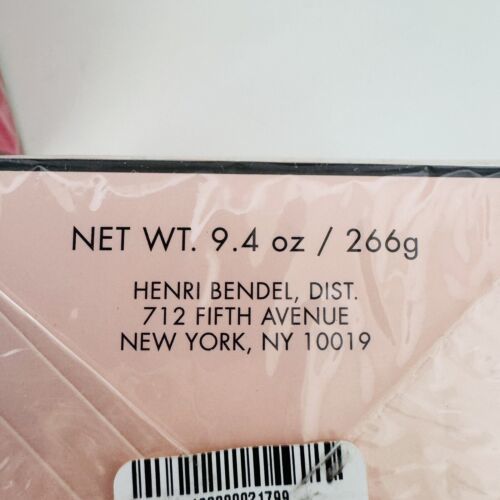 NET WT. 9.4 oz / 266g
HENRI BENDEL, DIST.
712 FIFTH AVENUE
NEW YORK, NY 10019